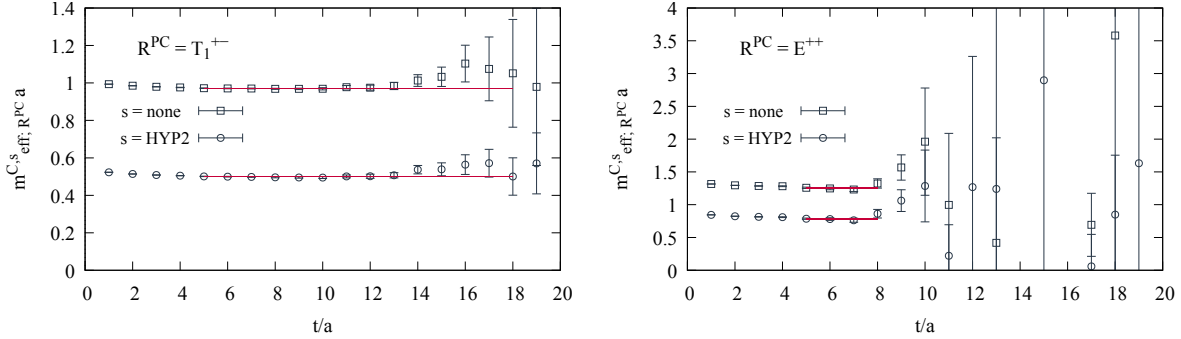 1.4
1.2
1
0.8
0.6
0.4
0.2
0
m^{C,s}_{eff; R^{PC}} a
R^{PC} = T_1^{+−}
s = none
s = HYP2
0 2 4 6 8 10 12 14 16 18 20
t/a
4
3.5
3
2.5
2
1.5
1
0.5
0
m^{C,s}_{eff; R^{PC}} a
R^{PC} = E^{++}
s = none
s = HYP2
0 2 4 6 8 10 12 14 16 18 20
t/a